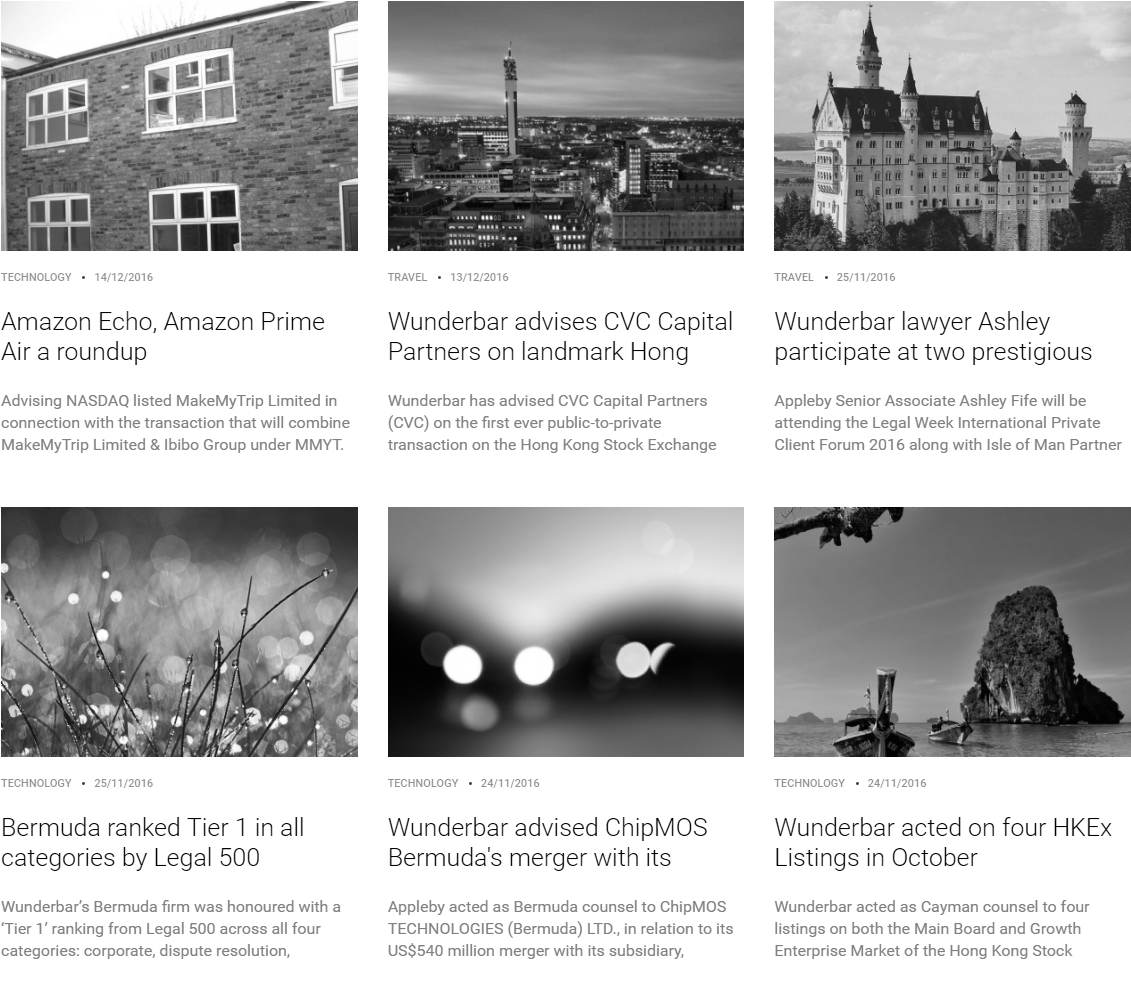 TECHNOLOGY • 14/12/2016
Amazon Echo, Amazon Prime
Air a roundup
Advising NASDAQ listed MakeMyTrip Limited in
connection with the transaction that will combine
MakeMyTrip Limited & Ibibo Group under MMYT.
TRAVEL • 13/12/2016
Wunderbar advises CVC Capital
Partners on landmark Hong
Wunderbar has advised CVC Capital Partners
(CVC) on the first ever public-to-private
transaction on the Hong Kong Stock Exchange
TRAVEL • 25/11/2016
Wunderbar lawyer Ashley
participate at two prestigious
Appleby Senior Associate Ashley Fife will be
attending the Legal Week International Private
Client Forum 2016 along with Isle of Man Partner
TECHNOLOGY • 25/11/2016
Bermuda ranked Tier 1 in all
categories by Legal 500
Wunderbar’s Bermuda firm was honoured with a
‘Tier 1’ ranking from Legal 500 across all four
categories: corporate, dispute resolution,
TECHNOLOGY • 24/11/2016
Wunderbar advised ChipMOS
Bermuda's merger with its
Appleby acted as Bermuda counsel to ChipMOS
TECHNOLOGIES (Bermuda) LTD., in relation to its
US$540 million merger with its subsidiary,
TECHNOLOGY • 24/11/2016
Wunderbar acted on four HKEx
Listings in October
Wunderbar acted as Cayman counsel to four
listings on both the Main Board and Growth
Enterprise Market of the Hong Kong Stock